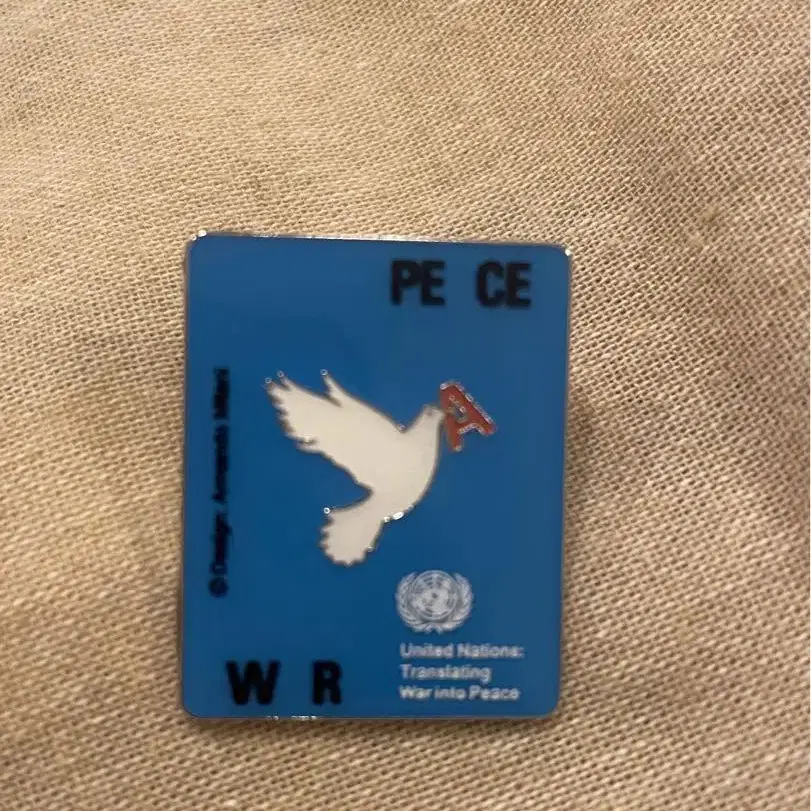 PE CE
A
© Design: Armando Milani
United Nations:
Translating
War into Peace
W R